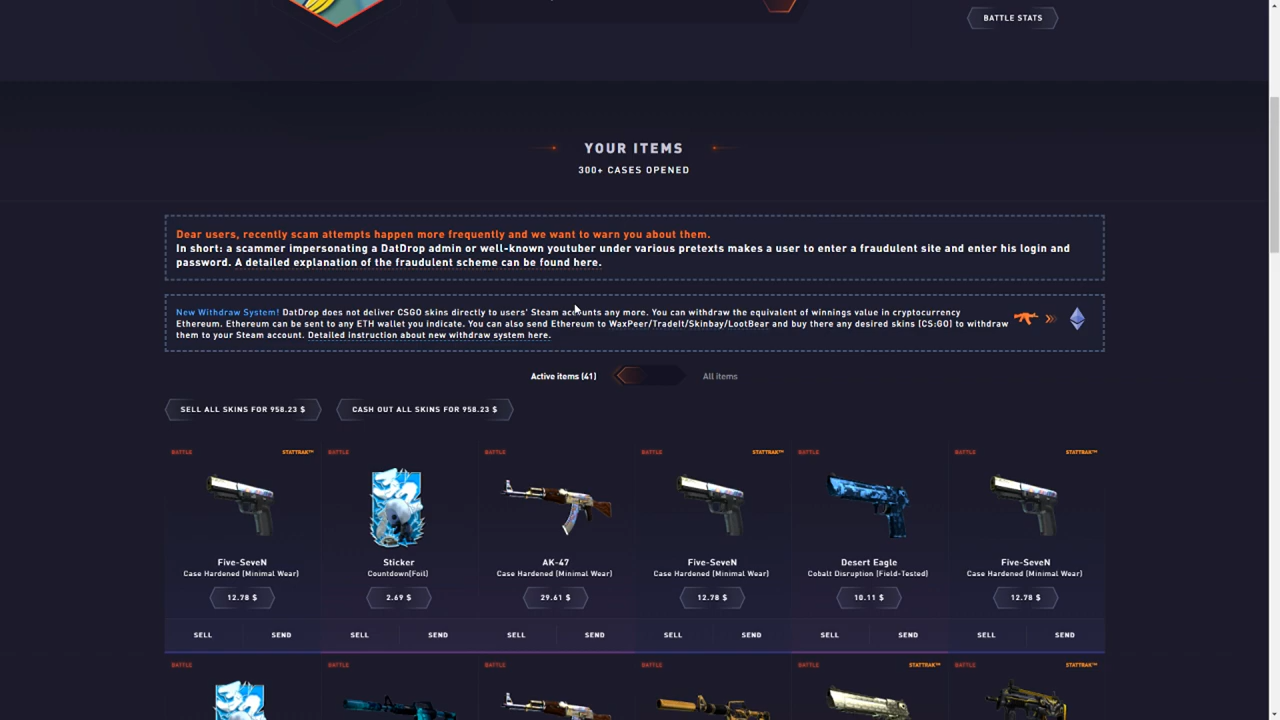 BATTLE STATS
YOUR ITEMS
300+ CASES OPENED
Dear users, recently scam attempts happen more frequently and we want to warn you about them.
In short: a scammer impersonating a DatDrop admin or well-known youtuber under various pretexts makes a user to enter a fraudulent site and enter his login and
password. A detailed explanation of the fraudulent scheme can be found here.
New Withdraw System! DatDrop does not deliver CSGO skins directly to users' Steam accounts any more. You can withdraw the equivalent of winnings value in cryptocurrency
Ethereum. Ethereum can be sent to any ETH wallet you indicate. You can also send Ethereum to WaxPeer/TradeIt/Skinbay/LootBear and buy there any desired skins (CS:GO) to withdraw
them to your Steam account. Detailed instruction about new withdraw system here.
Active items (41) All items
SELL ALL SKINS FOR 958.23 $ CASH OUT ALL SKINS FOR 958.23 $
BATTLE STATTRAK™ BATTLE BATTLE BATTLE STATTRAK™ BATTLE BATTLE STATTRAK™
Five-SeveN Sticker AK-47 Five-SeveN Desert Eagle Five-SeveN
Case Hardened (Minimal Wear) Countdown(Foil) Case Hardened (Minimal Wear) Case Hardened (Minimal Wear) Cobalt Disruption (Field-Tested) Case Hardened (Minimal Wear)
12.78 $ 2.69 $ 29.61 $ 12.78 $ 10.11 $ 12.78 $
SELL SEND SELL SEND SELL SEND SELL SEND SELL SEND SELL SEND
BATTLE BATTLE BATTLE BATTLE BATTLE STATTRAK™ BATTLE STATTRAK™